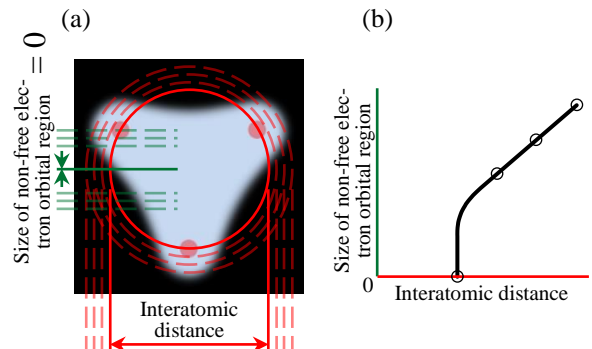 (a)
(b)
Size of non-free elec-
tron orbital region
= 0
Interatomic
distance
Size of non-free elec-
tron orbital region
0
Interatomic distance